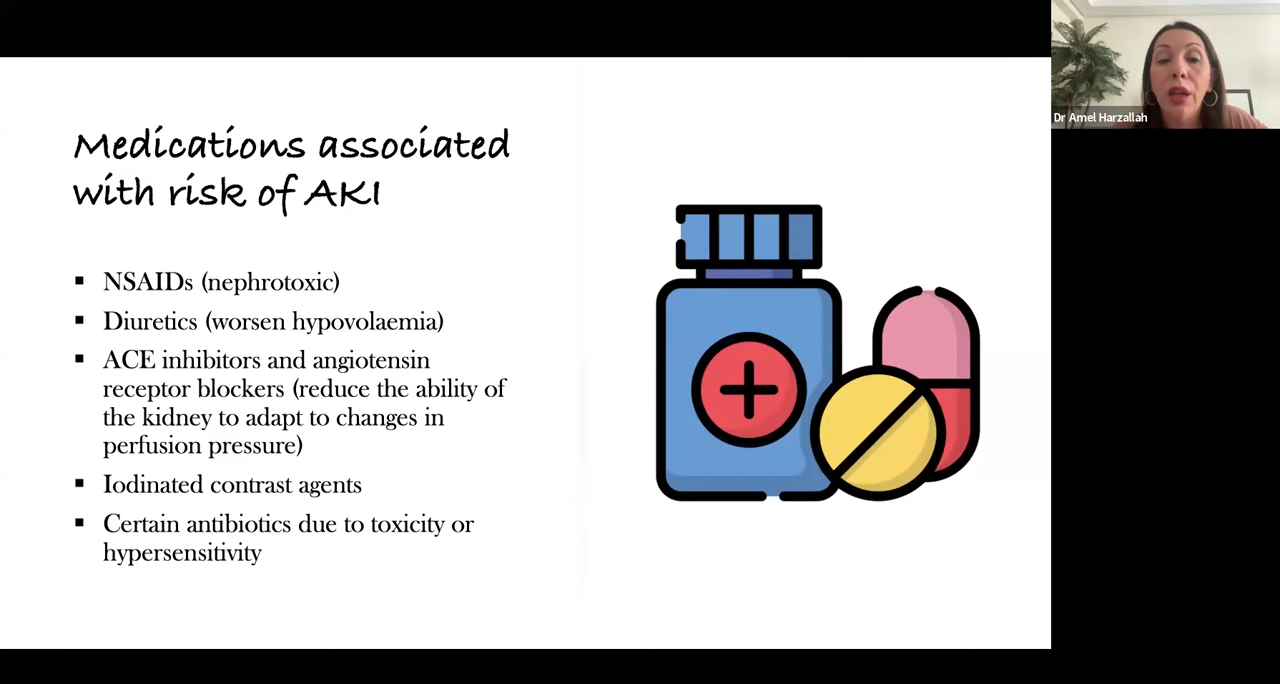 Medications associated
with risk of AKI
▪ NSAIDs (nephrotoxic)
▪ Diuretics (worsen hypovolaemia)
▪ ACE inhibitors and angiotensin
receptor blockers (reduce the ability of
the kidney to adapt to changes in
perfusion pressure)
▪ Iodinated contrast agents
▪ Certain antibiotics due to toxicity or
hypersensitivity
Dr Amel Harzallah